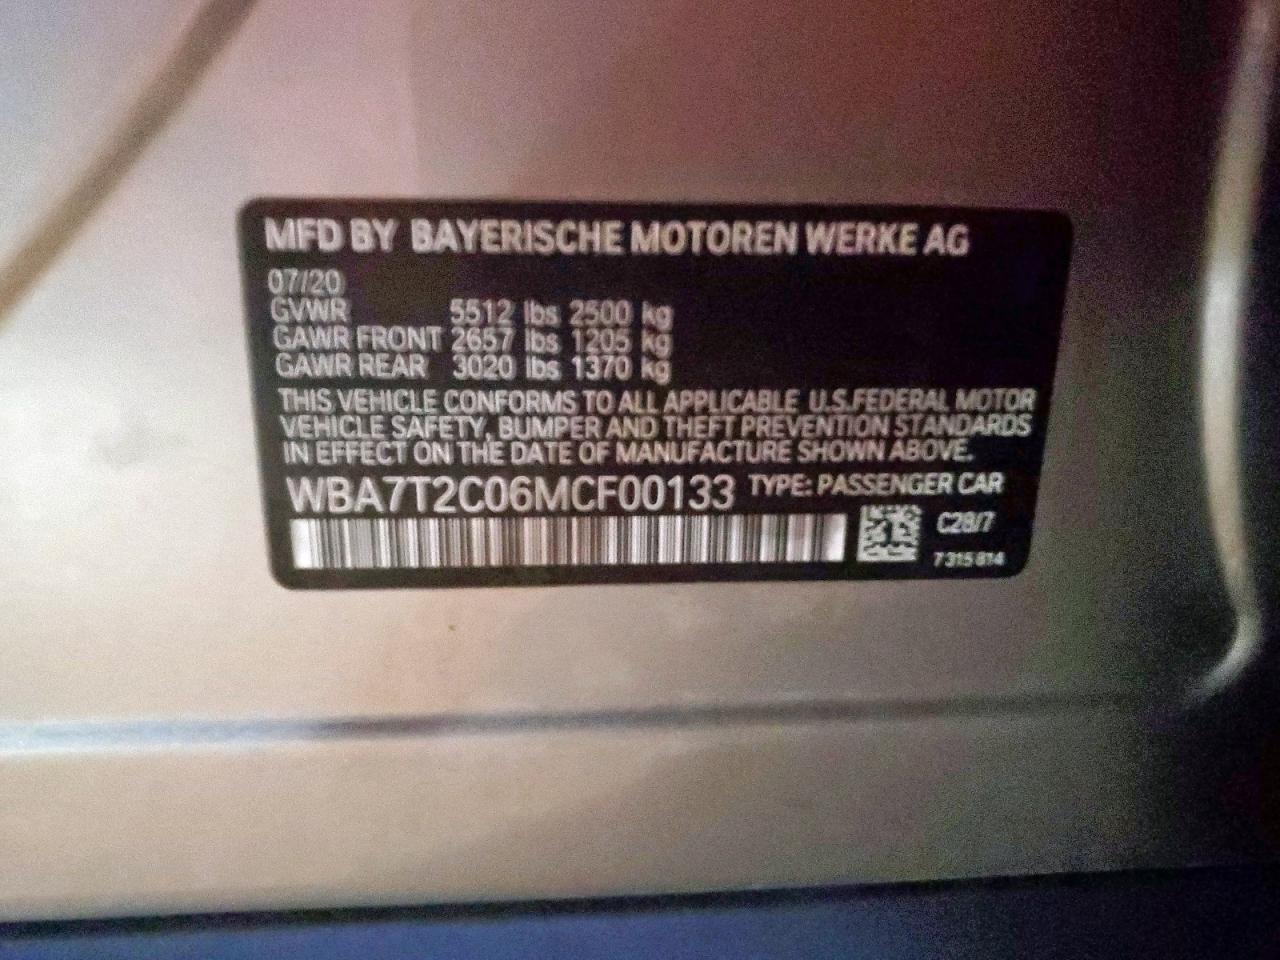 MFD BY BAYERISCHE MOTOREN WERKE AG
07/20
GVWR 5512 lbs 2500 kg
GAWR FRONT 2657 lbs 1205 kg
GAWR REAR 3020 lbs 1370 kg
THIS VEHICLE CONFORMS TO ALL APPLICABLE U.S.FEDERAL MOTOR
VEHICLE SAFETY, BUMPER AND THEFT PREVENTION STANDARDS
IN EFFECT ON THE DATE OF MANUFACTURE SHOWN ABOVE.
WBA7T2C06MCF00133 TYPE: PASSENGER CAR
C28/7
7 315 814